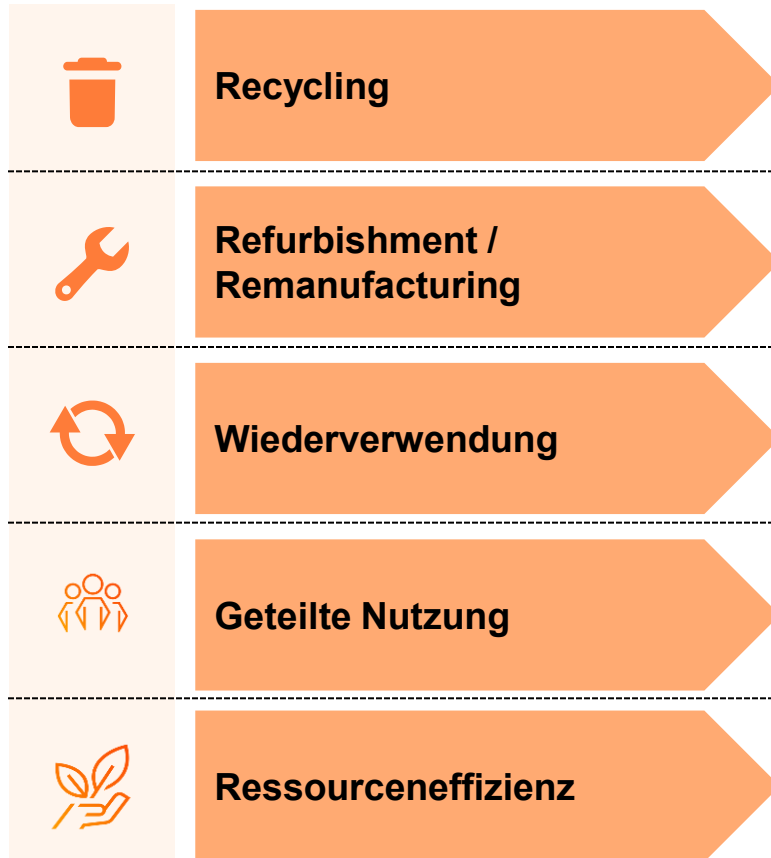 Recycling
Refurbishment /
Remanufacturing
Wiederverwendung
Geteilte Nutzung
Ressourceneffizienz